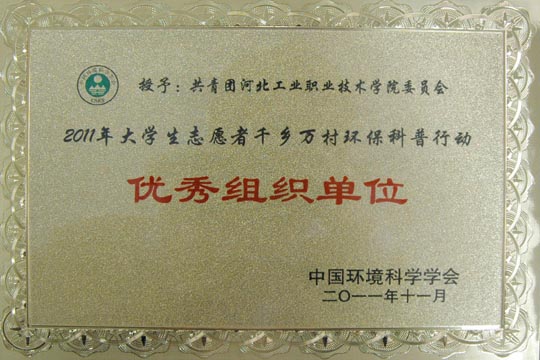 授予：共青团河北工业职业技术学院委员会
2011年大学生志愿者千乡万村环保科普行动
优秀组织单位
中国环境科学学会
二〇一一年十一月